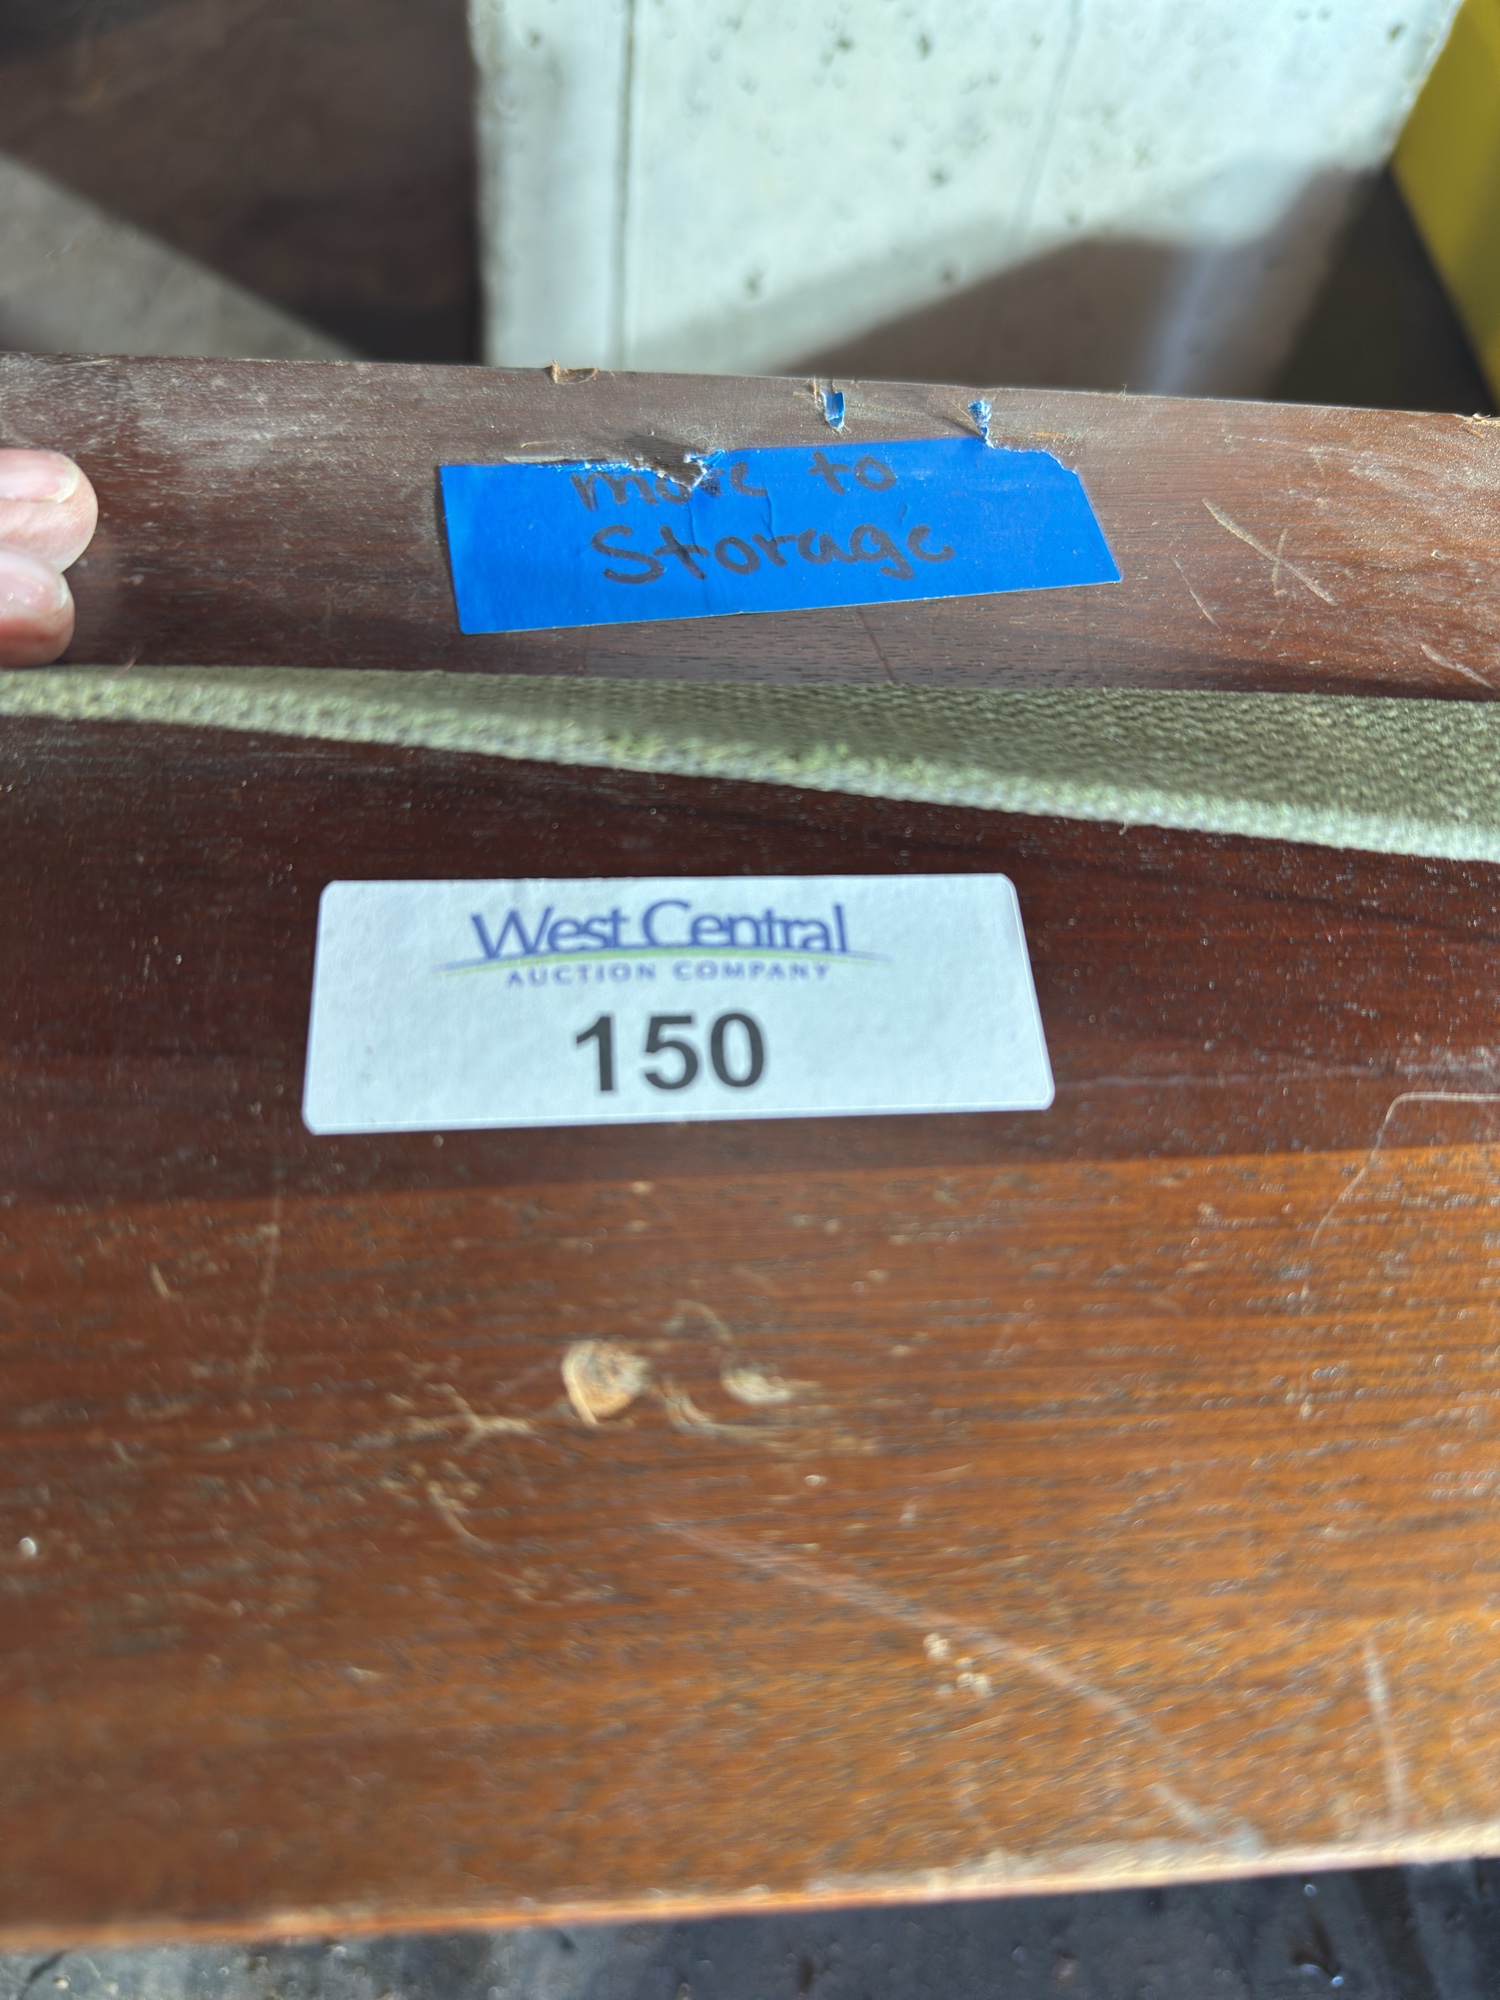 move to
Storage
West Central
AUCTION COMPANY
150